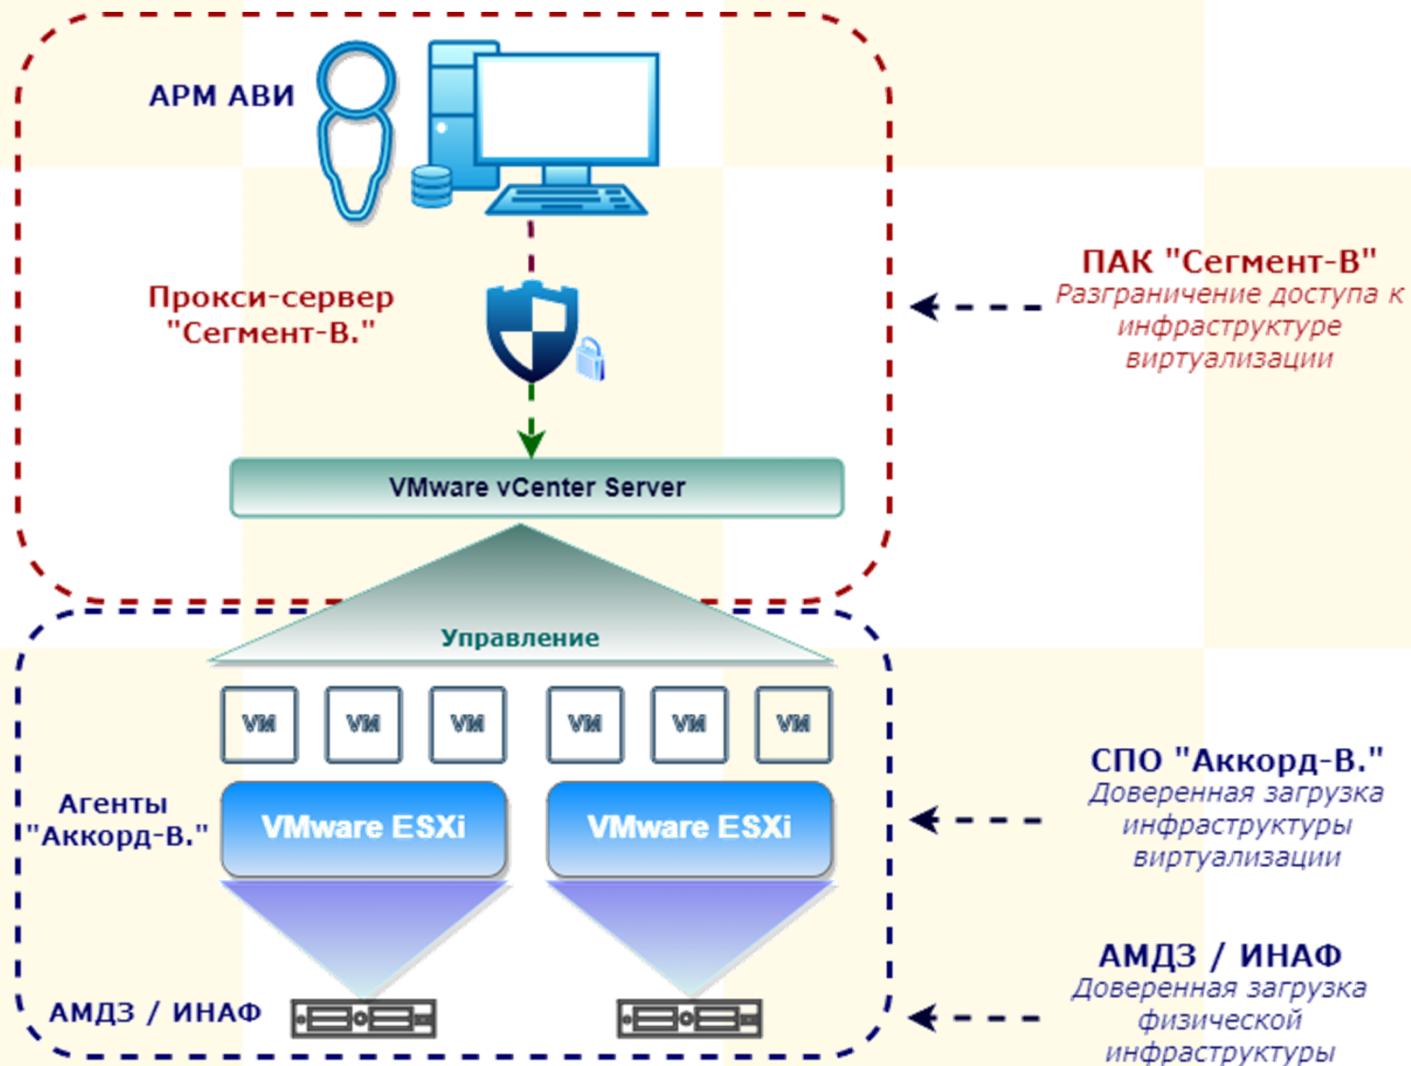 АРМ АВИ
Прокси-сервер
"Сегмент-В."
ПАК "Сегмент-В"
Разграничение доступа к
инфраструктуре
виртуализации
VMware vCenter Server
Управление
VM VM VM VM VM VM
Агенты
"Аккорд-В."
VMware ESXi VMware ESXi
СПО "Аккорд-В."
Доверенная загрузка
инфраструктуры
виртуализации
АМДЗ / ИНАФ
АМДЗ / ИНАФ
Доверенная загрузка
физической
инфраструктуры